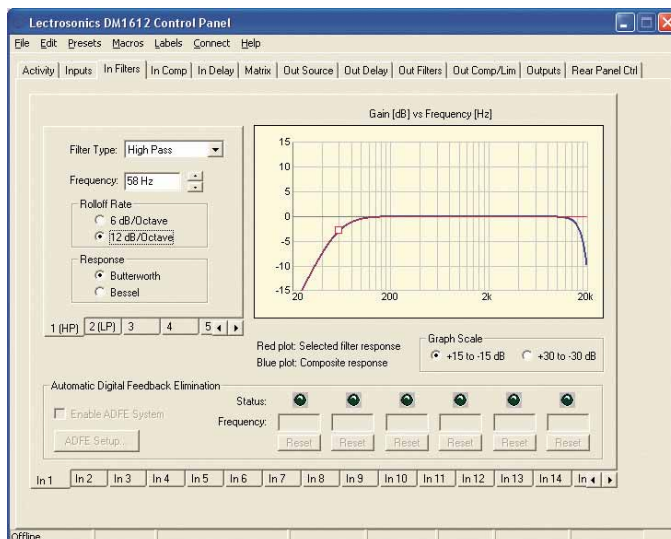 Lectrosonics DM1612 Control Panel
File Edit Presets Macros Labels Connect Help
Activity Inputs In Filters In Comp In Delay Matrix Out Source Out Delay Out Filters Out Comp/Lim Outputs Rear Panel Ctrl
Gain [dB] vs Frequency [Hz]
Filter Type: High Pass
Frequency: 58 Hz
Rolloff Rate
6 dB/Octave
12 dB/Octave
Response
Butterworth
Bessel
1 (HP) 2 (LP) 3 4 5
15
10
5
0
-5
-10
-15
20 200 2k 20k
Red plot: Selected filter response
Blue plot: Composite response
Graph Scale
+15 to -15 dB +30 to -30 dB
Automatic Digital Feedback Elimination
Enable ADFE System
ADFE Setup...
Status:
Frequency:
Reset Reset Reset Reset Reset Reset
In 1 In 2 In 3 In 4 In 5 In 6 In 7 In 8 In 9 In 10 In 11 In 12 In 13 In 14 In
Offline